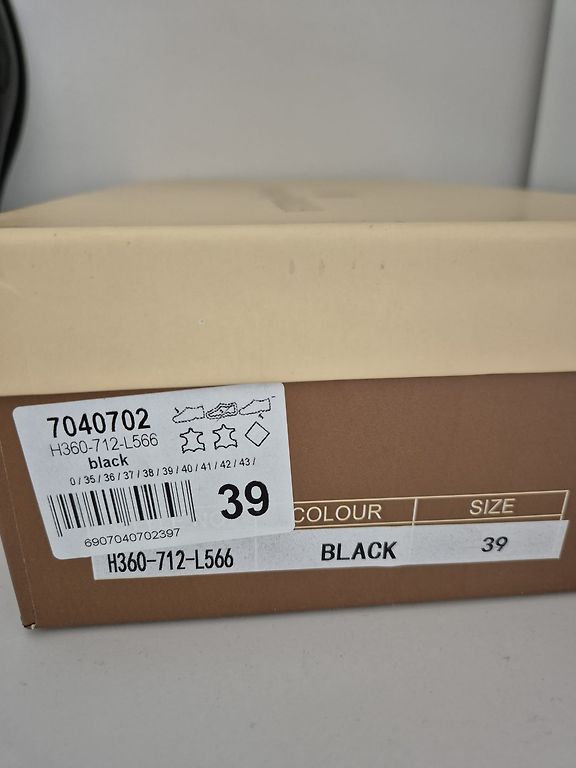 7040702
H360-712-L566
black
0 / 35 / 36 / 37 / 38 / 39 / 40 / 41 / 42 / 43 /
39
6907040702397
COLOUR
SIZE
H360-712-L566
BLACK
39